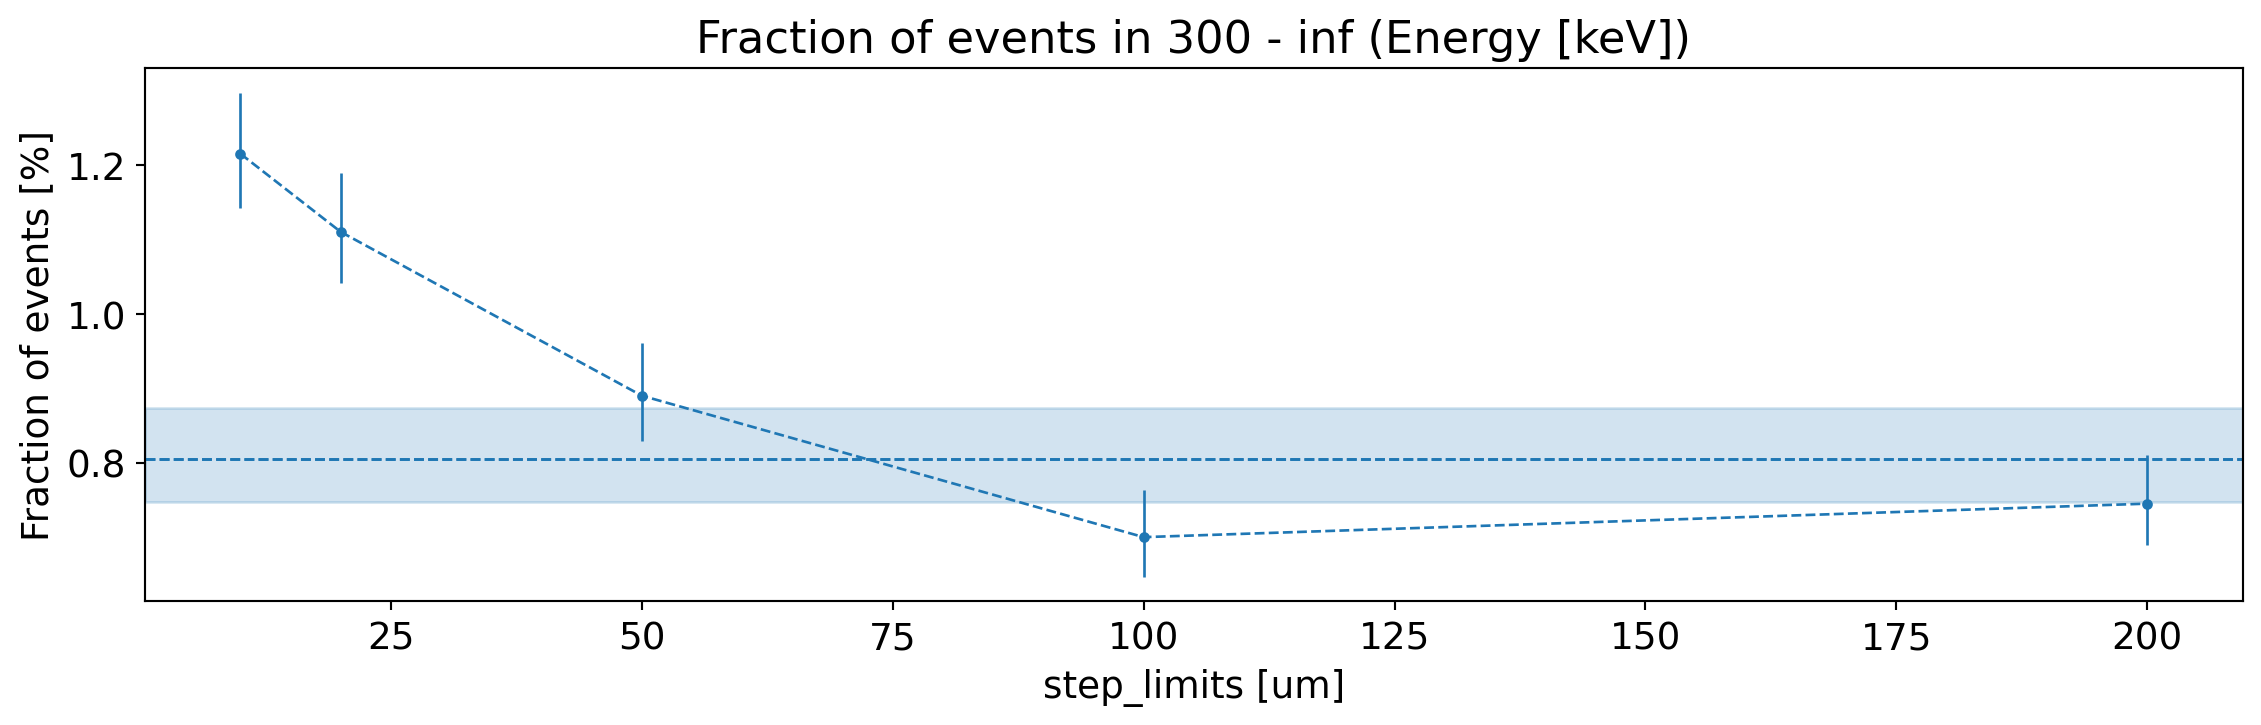 Fraction of events in 300 - inf (Energy [keV])
Fraction of events [%]
1.2
1.0
0.8
25 50 75 100 125 150 175 200
step_limits [um]